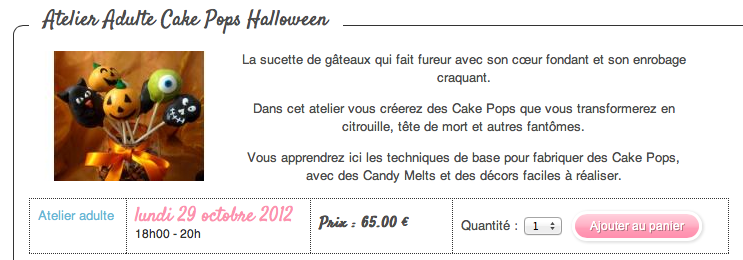 Atelier Adulte Cake Pops Halloween
La sucette de gâteaux qui fait fureur avec son cœur fondant et son enrobage
craquant.
Dans cet atelier vous créerez des Cake Pops que vous transformerez en
citrouille, tête de mort et autres fantômes.
Vous apprendrez ici les techniques de base pour fabriquer des Cake Pops,
avec des Candy Melts et des décors faciles à réaliser.
Atelier adulte
lundi 29 octobre 2012
18h00 - 20h
Prix : 65.00 €
Quantité : 1
Ajouter au panier